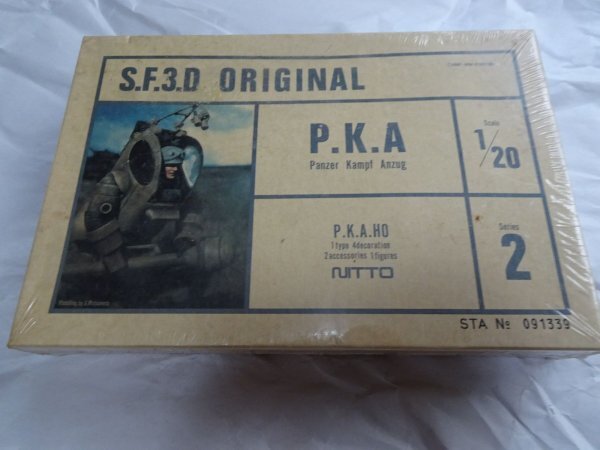 S.F.3.D ORIGINAL
P.K.A
Panzer Kampf Anzug
Scale
1/20
P.K.A.HO
1type 4decoration
2accessories 1figures
NITTO
Series
2
STA No 091339